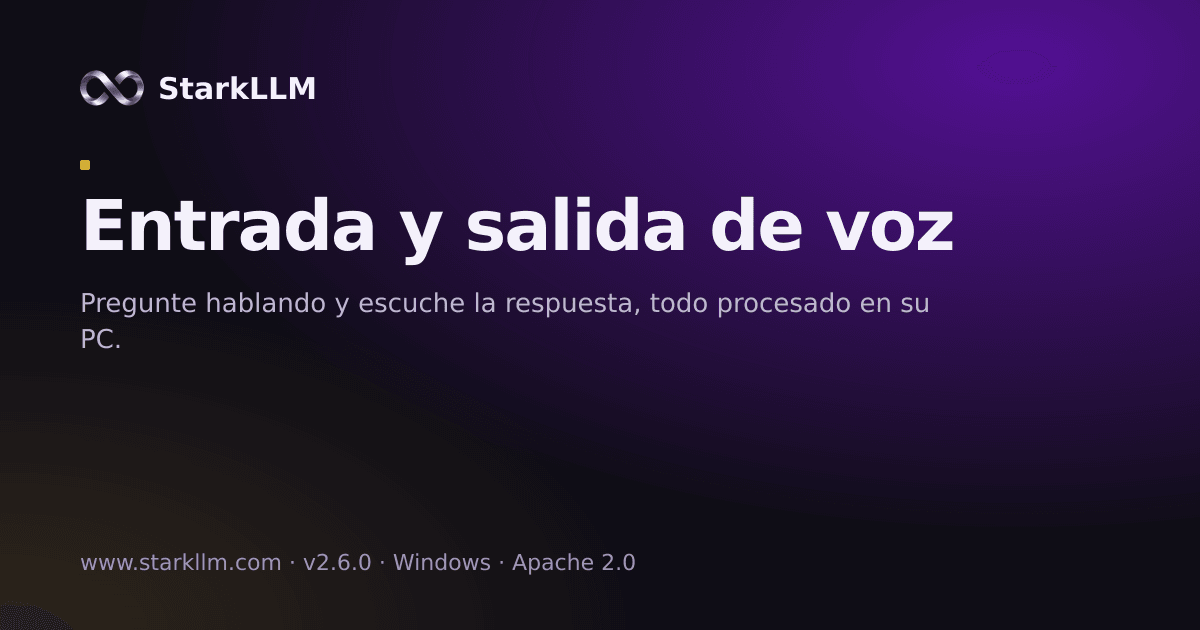 StarkLLM
Entrada y salida de voz
Pregunte hablando y escuche la respuesta, todo procesado en su
PC.
www.starkllm.com · v2.6.0 · Windows · Apache 2.0